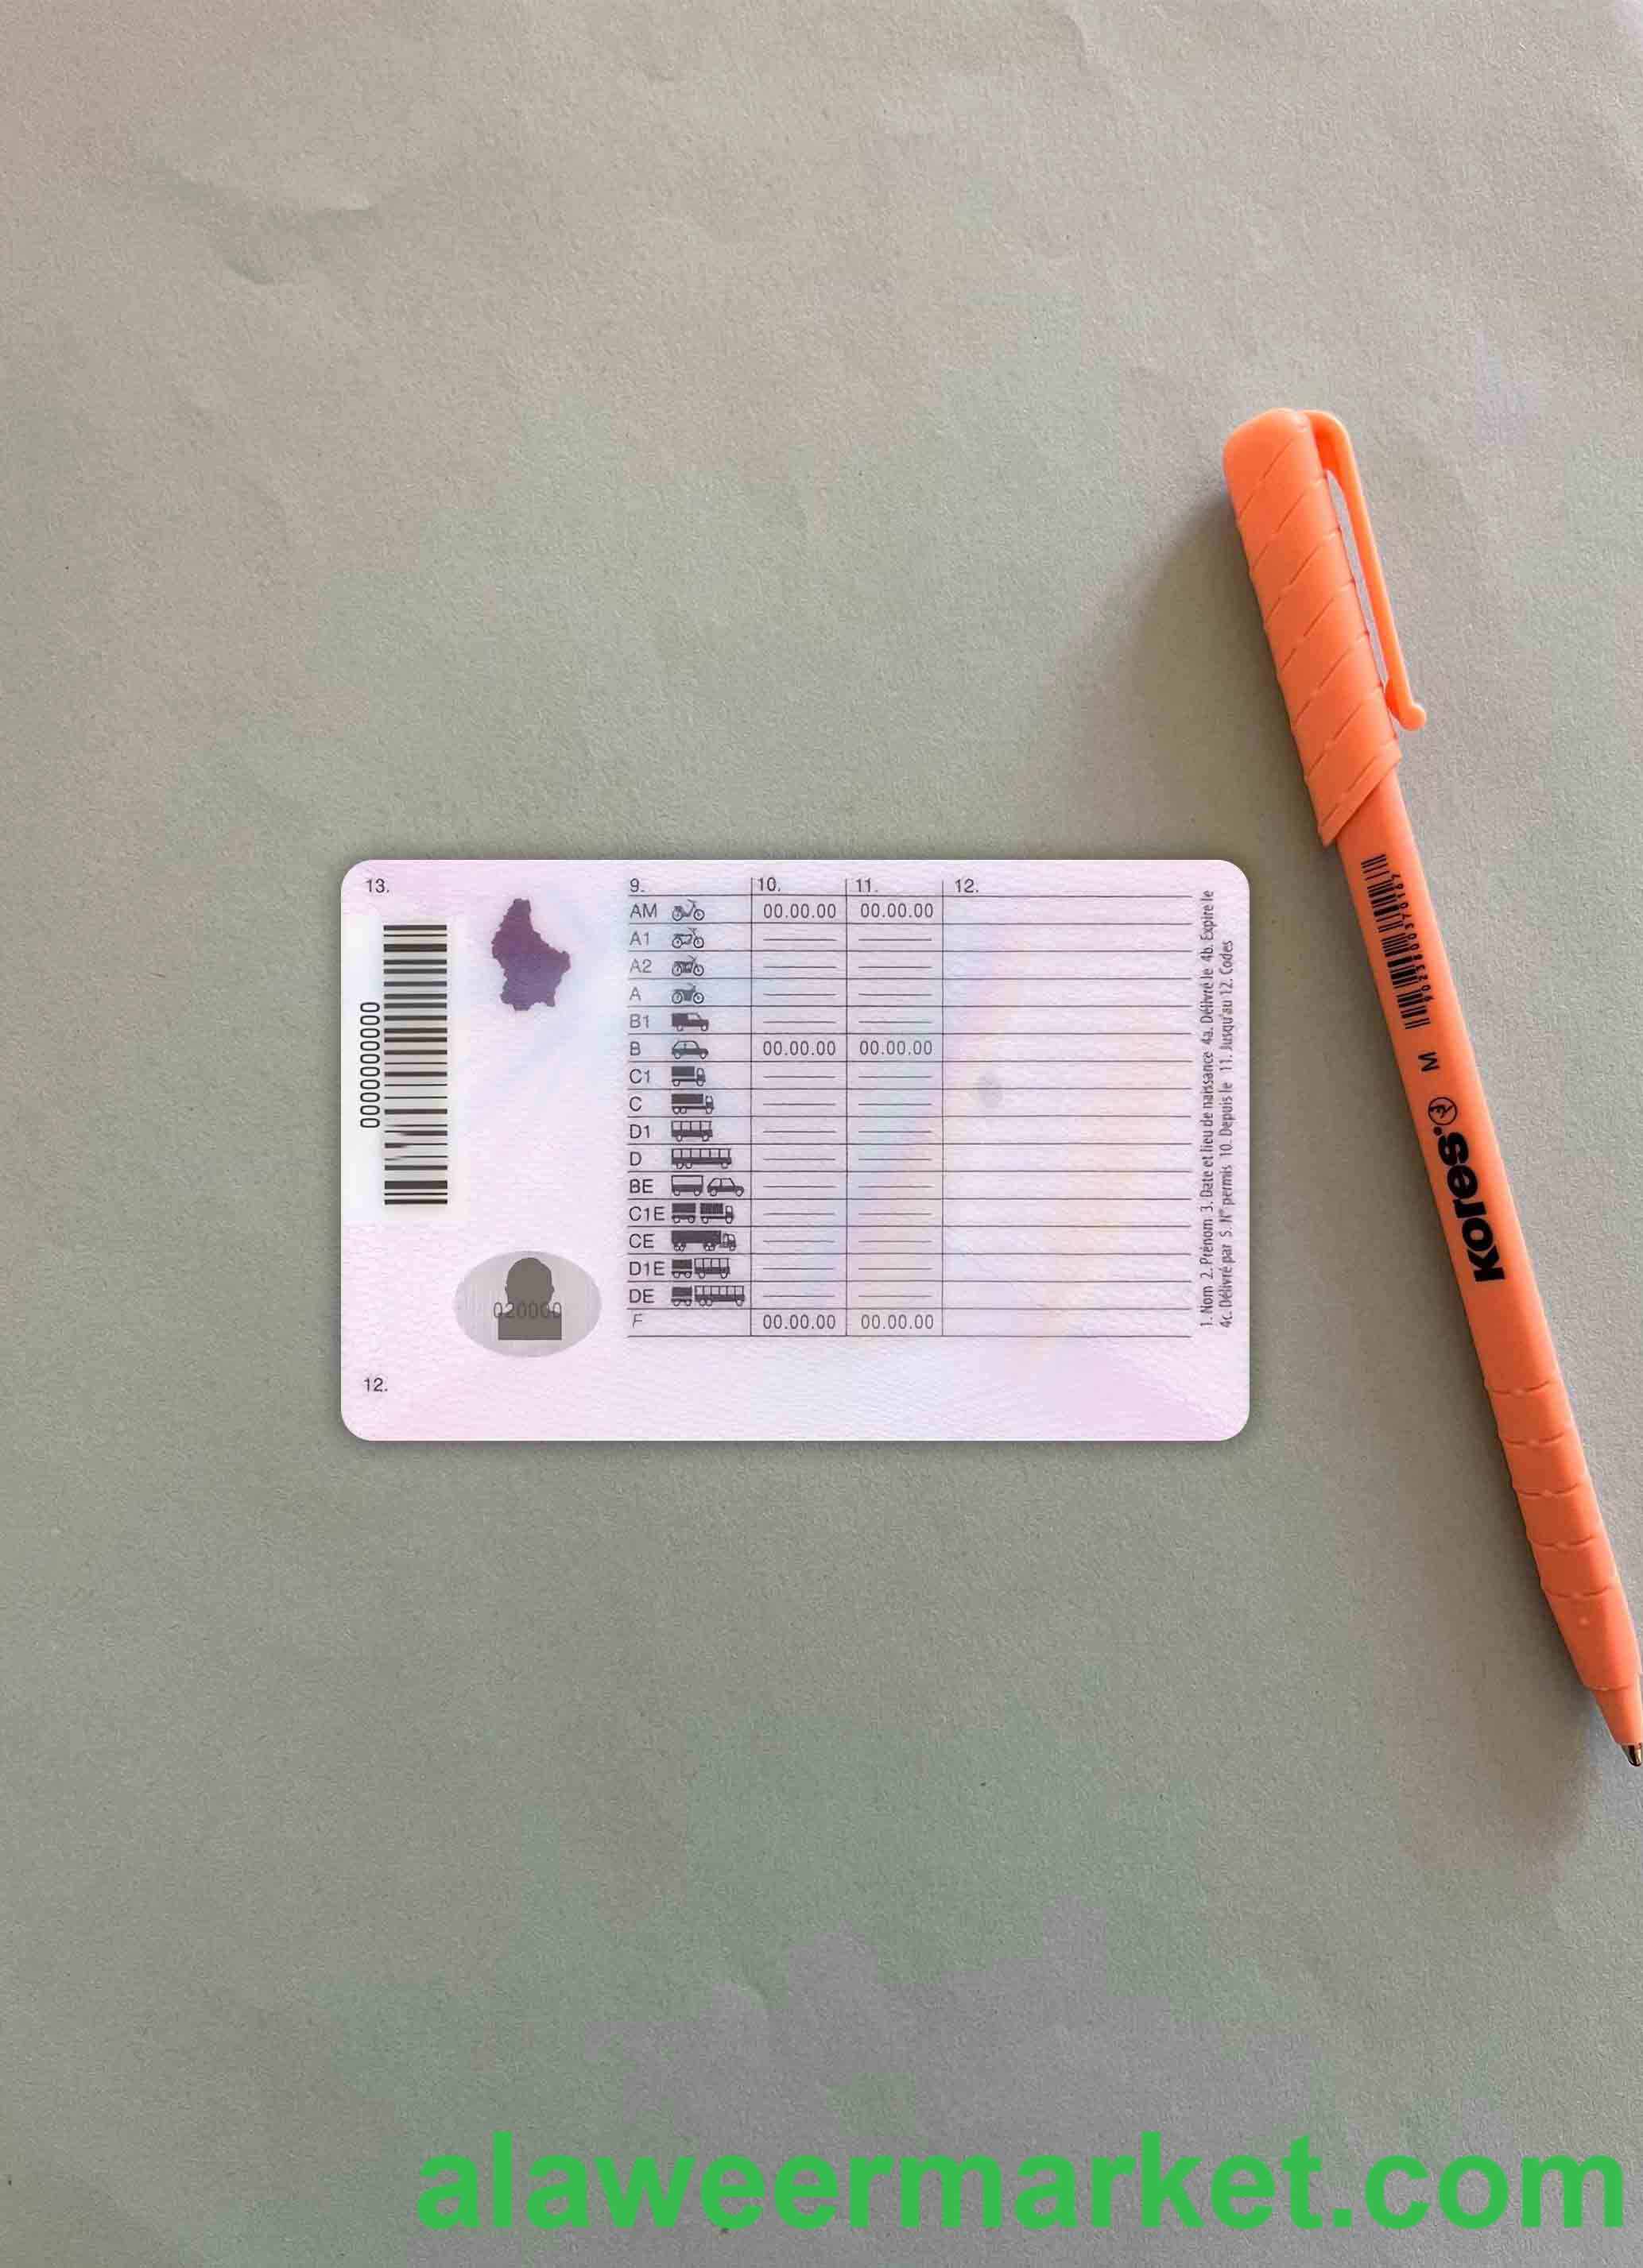 13.
0000000000
020000
12.
9. 10. 11. 12.
AM 00.00.00 00.00.00
A1
A2
A
B1
B 00.00.00 00.00.00
C1
C
D1
D
BE
C1E
CE
D1E
DE
F 00.00.00 00.00.00
1. Nom 2. Prénom 3. Date et lieu de naissance 4a. Délivré le 4b. Expire le
4c. Délivré par 5. N° permis 10. Depuis le 11. Jusqu'au 12. Codes
M
Kores
alaweermarket.com